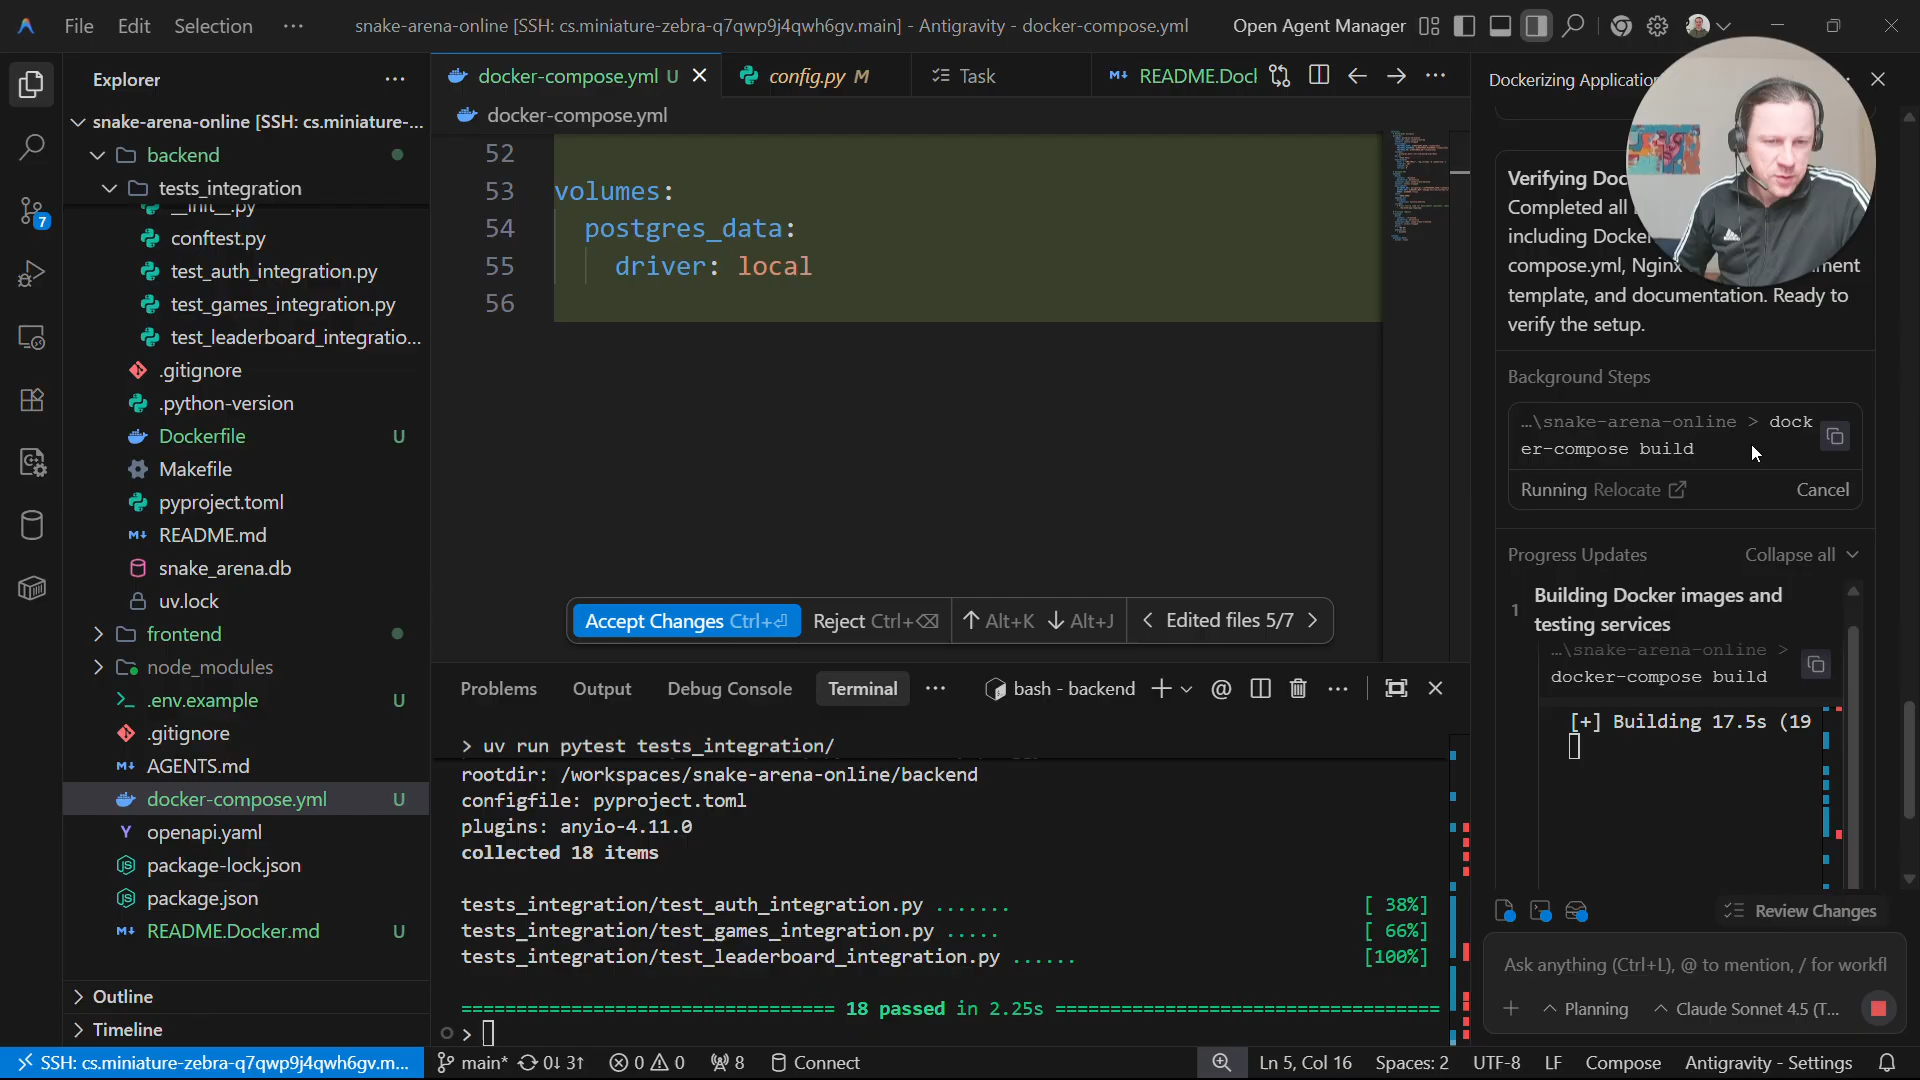 File
Edit
Selection
···
snake-arena-online [SSH: cs.miniature-zebra-q7qwp9j4qwh6gv.main] - Antigravity - docker-compose.yml
Open Agent Manager
Explorer
snake-arena-online [SSH: cs.miniature-...
backend
tests_integration
__init__.py
conftest.py
test_auth_integration.py
test_games_integration.py
test_leaderboard_integratio...
.gitignore
.python-version
Dockerfile U
Makefile
pyproject.toml
README.md
snake_arena.db
uv.lock
frontend
node_modules
.env.example U
.gitignore
AGENTS.md
docker-compose.yml U
openapi.yaml
package-lock.json
package.json
README.Docker.md U
Outline
Timeline
7
docker-compose.yml U
config.py M
Task
README.Docl
docker-compose.yml
52
53 volumes:
54 postgres_data:
55 driver: local
56
Accept Changes Ctrl+⏎
Reject Ctrl+⌫
↑ Alt+K ↓ Alt+J
< Edited files 5/7 >
Problems
Output
Debug Console
Terminal
bash - backend
> uv run pytest tests_integration/
rootdir: /workspaces/snake-arena-online/backend
configfile: pyproject.toml
plugins: anyio-4.11.0
collected 18 items
tests_integration/test_auth_integration.py ....... [ 38%]
tests_integration/test_games_integration.py ..... [ 66%]
tests_integration/test_leaderboard_integration.py ...... [100%]
18 passed in 2.25s
>
Dockerizing Application
Verifying Doc
Completed all
including Docker
compose.yml, Nginx
template, and documentation. Ready to
verify the setup.
Background Steps
…\snake-arena-online > dock
er-compose build
Running Relocate
Cancel
Progress Updates
Collapse all
1 Building Docker images and
testing services
…\snake-arena-online >
docker-compose build
[+] Building 17.5s (19
Review Changes
Ask anything (Ctrl+L), @ to mention, / for workfl
Planning
Claude Sonnet 4.5 (T...
SSH: cs.miniature-zebra-q7qwp9j4qwh6gv.m...
main*
0↓ 3↑
0
0
8
Connect
Ln 5, Col 16
Spaces: 2
UTF-8
LF
Compose
Antigravity - Settings